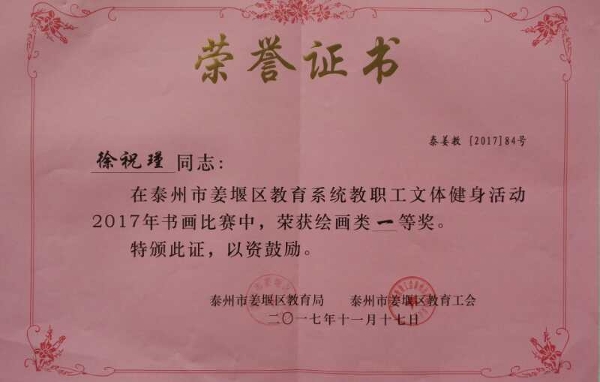 荣誉证书
泰姜教[2017]84号
徐祝瑾同志：
在泰州市姜堰区教育系统教职工文体健身活动
2017年书画比赛中，荣获绘画类一等奖。
特颁此证，以资鼓励。
泰州市姜堰区教育局 泰州市姜堰区教育工会
二〇一七年十一月十七日